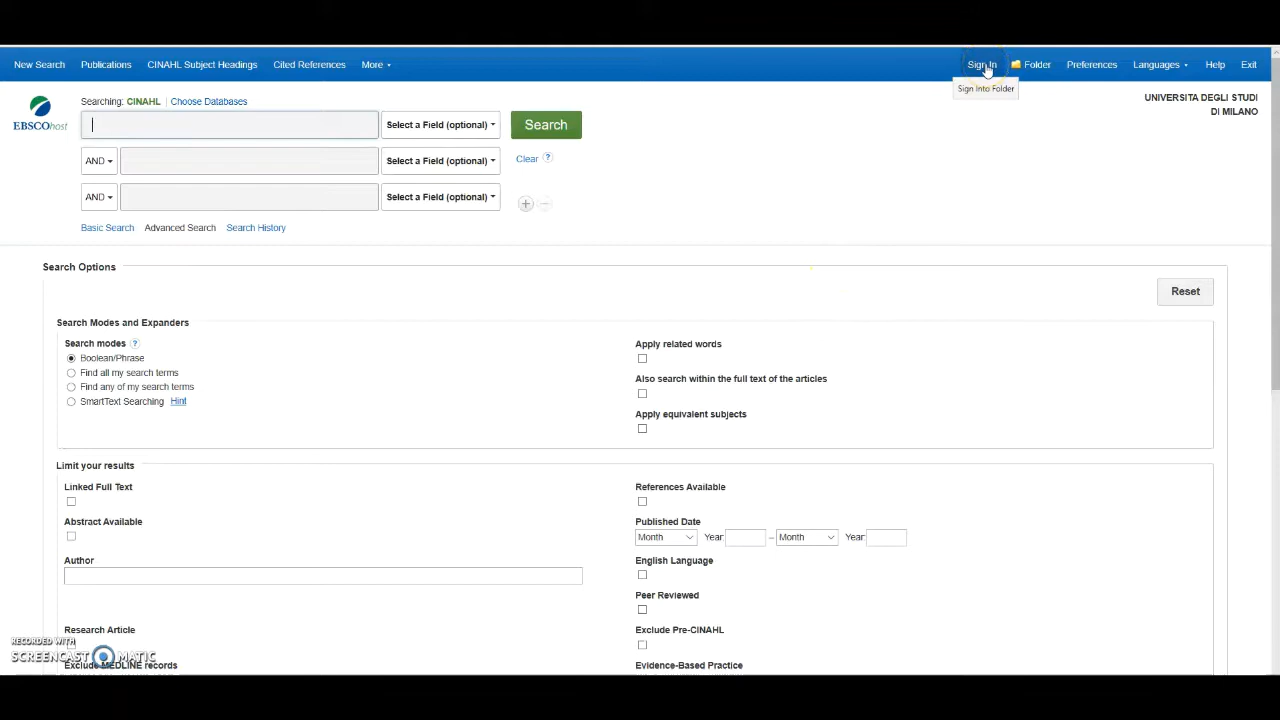 New Search Publications CINAHL Subject Headings Cited References More Sign In Folder Preferences Languages Help Exit
Sign Into Folder
Searching: CINAHL Choose Databases
UNIVERSITA DEGLI STUDI
DI MILANO
EBSCOhost
Select a Field (optional) Search
AND Select a Field (optional) Clear ?
AND Select a Field (optional)
Basic Search Advanced Search Search History
Search Options
Reset
Search Modes and Expanders
Search modes ?
Boolean/Phrase
Find all my search terms
Find any of my search terms
SmartText Searching Hint
Apply related words
Also search within the full text of the articles
Apply equivalent subjects
Limit your results
Linked Full Text
References Available
Abstract Available
Published Date
Month Year: – Month Year:
Author
English Language
Peer Reviewed
Research Article
Exclude Pre-CINAHL
RECORDED WITH
SCREENCAST MATIC
Exclude MEDLINE records
Evidence-Based Practice